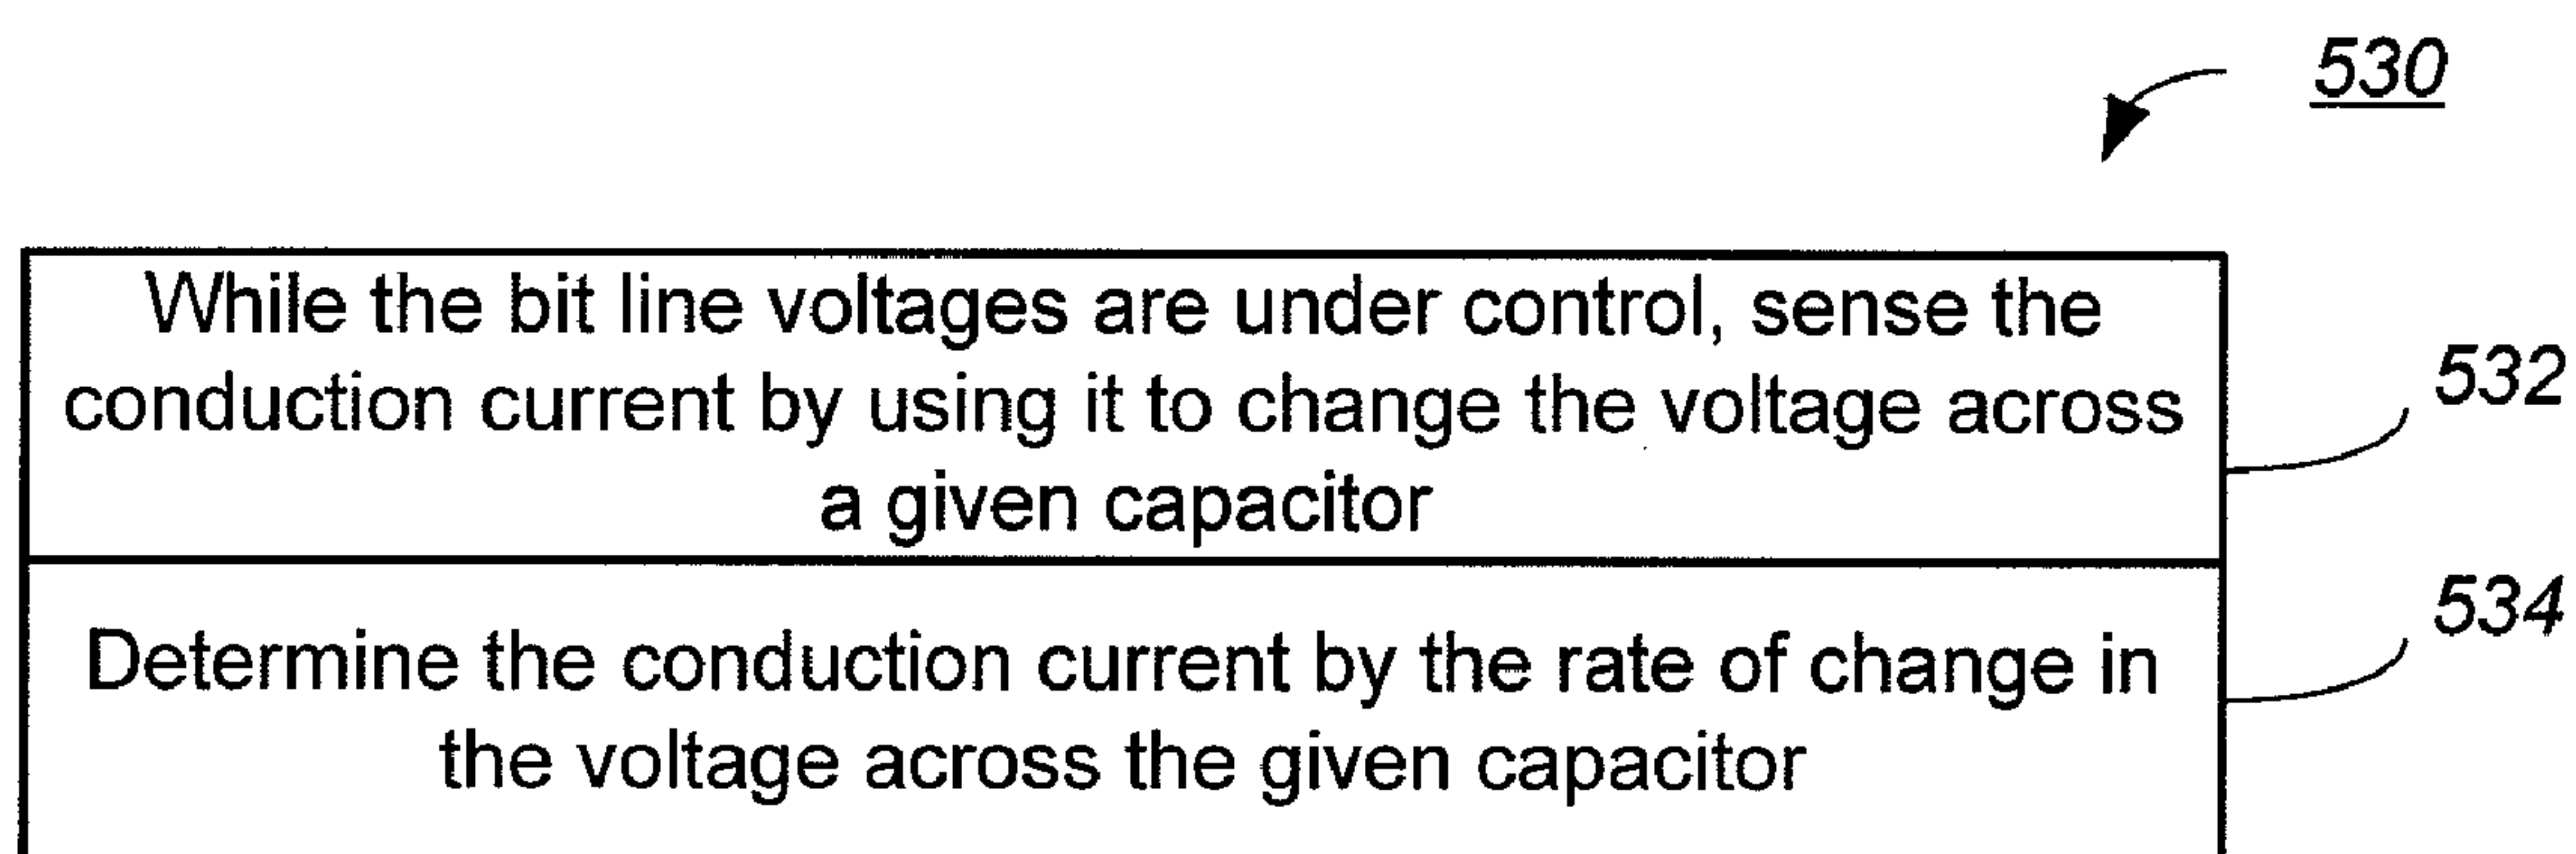 530
While the bit line voltages are under control, sense the
conduction current by using it to change the voltage across
a given capacitor
532
Determine the conduction current by the rate of change in
the voltage across the given capacitor
534